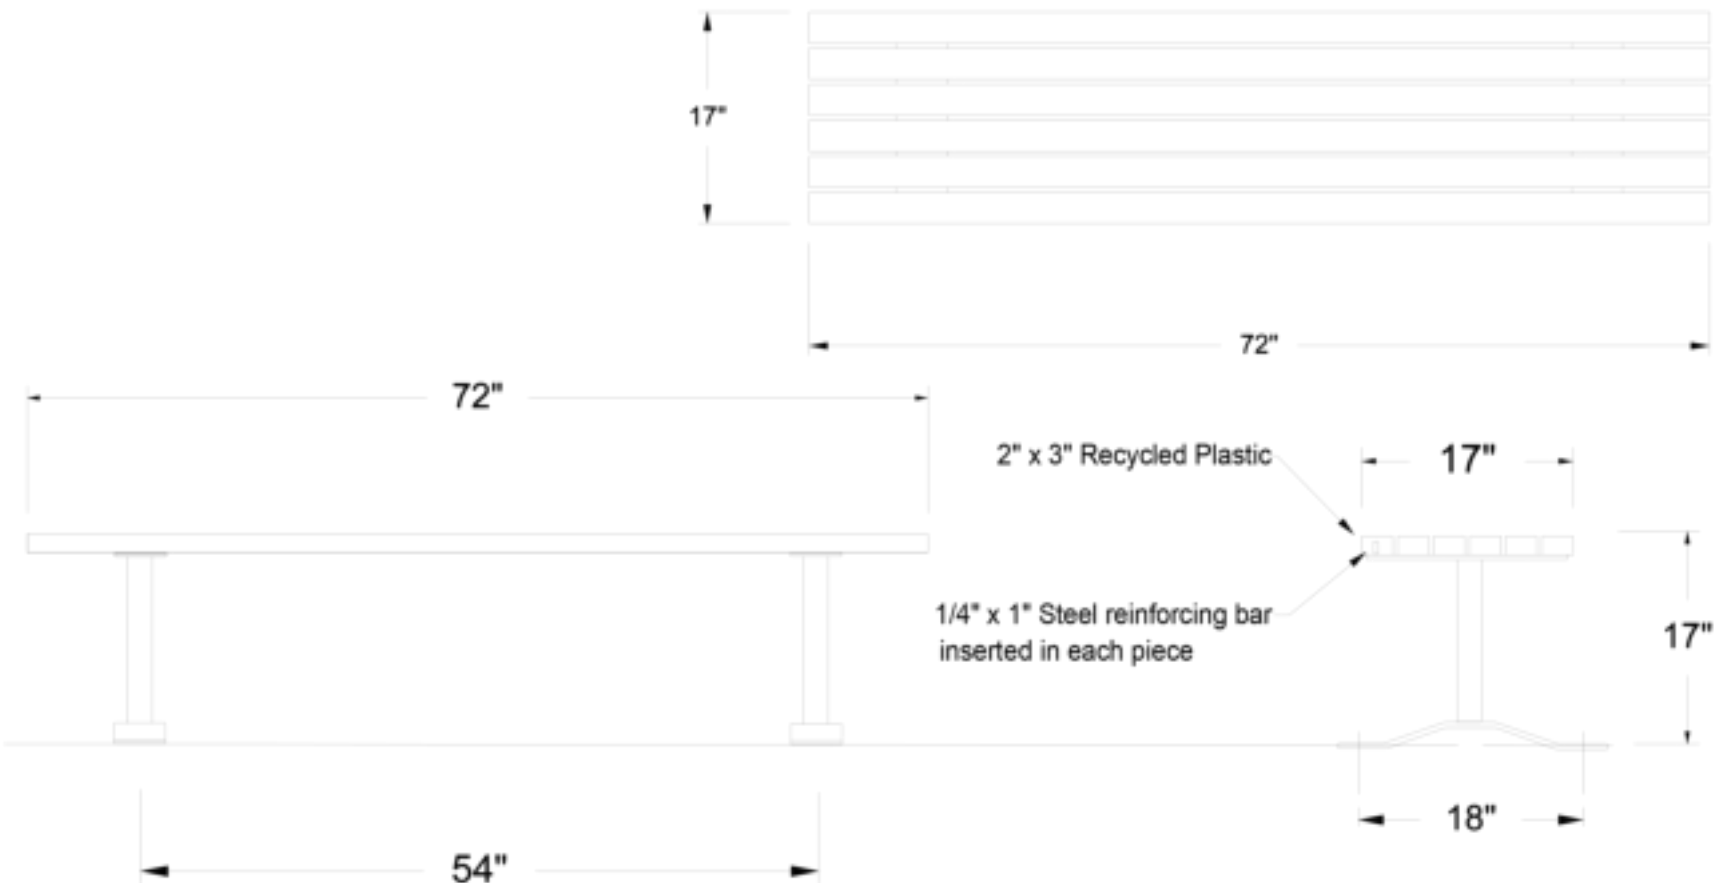 17"
72"
72"
2" x 3" Recycled Plastic
17"
1/4" x 1" Steel reinforcing bar
inserted in each piece
17"
18"
54"